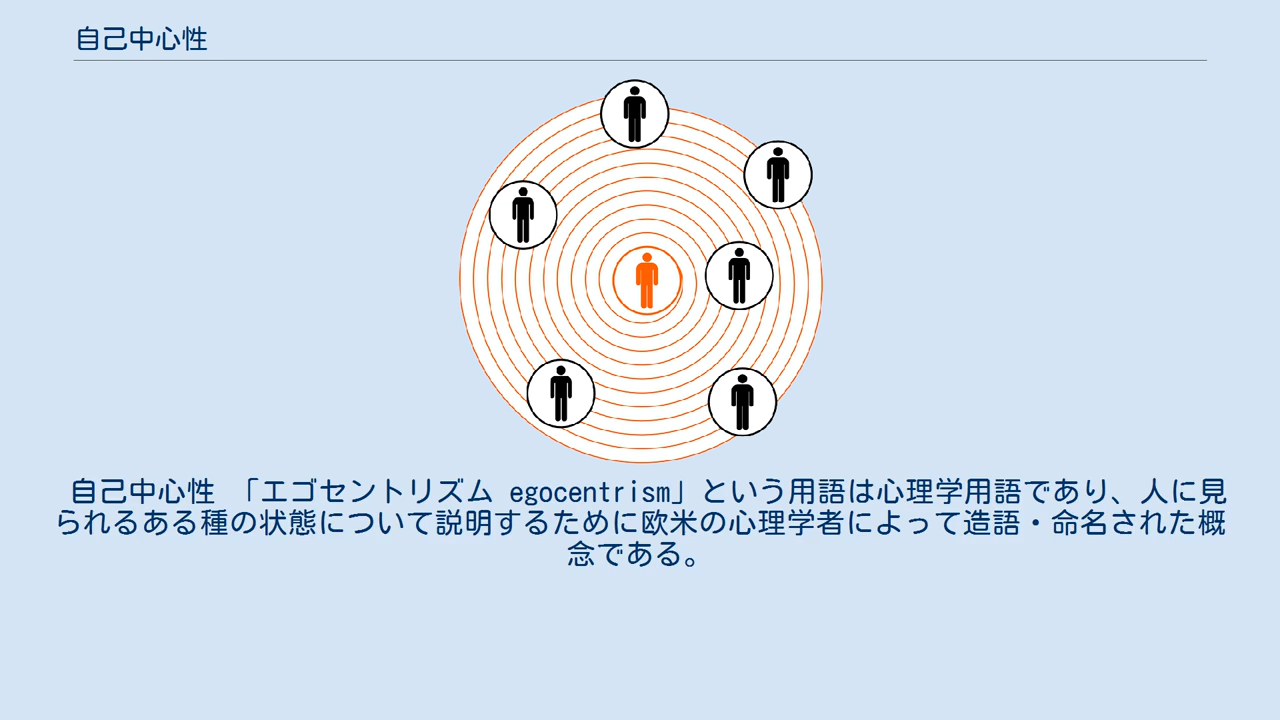 自己中心性
自己中心性 「エゴセントリズム egocentrism」という用語は心理学用語であり、人に見
られるある種の状態について説明するために欧米の心理学者によって造語・命名された概
念である。